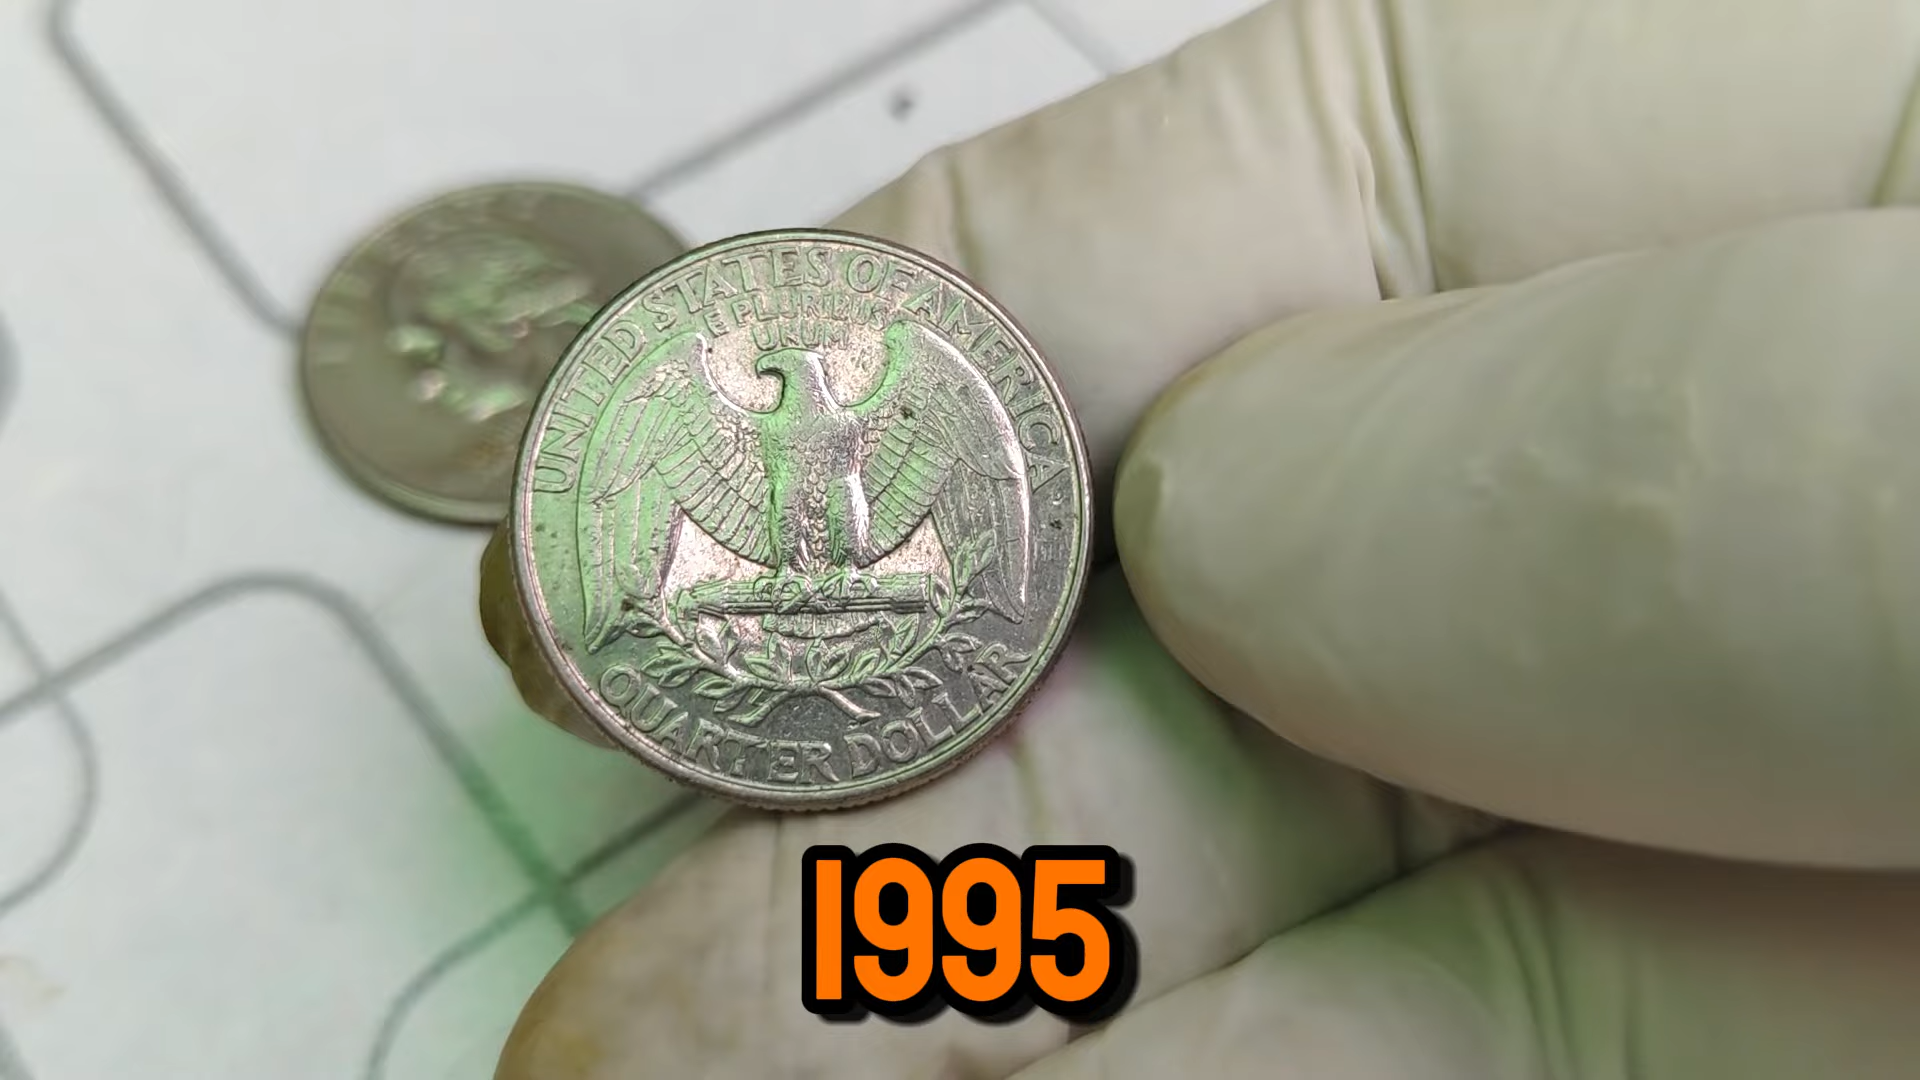 UNITED STATES OF AMERICA
E PLURIBUS
UNUM
QUARTER DOLLAR
1995